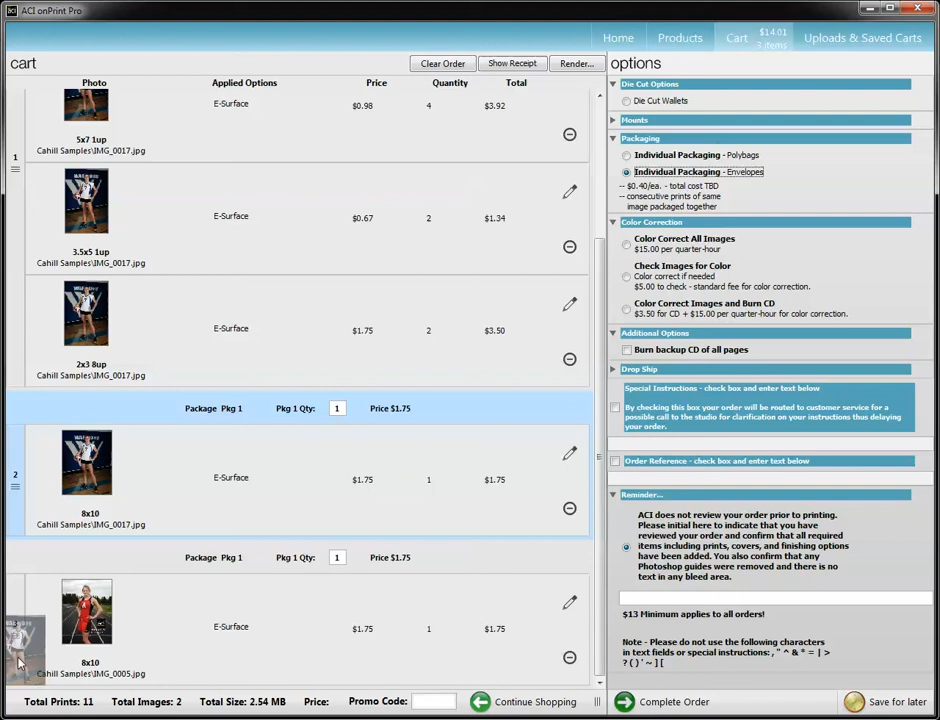 ACI onPrint Pro
Home
Products
Cart
$14.01
3 items
Uploads & Saved Carts
cart
Clear Order
Show Receipt
Render...
options
Photo
Applied Options
Price
Quantity
Total
E-Surface
$0.98
4
$3.92
5x7 1up
Cahill Samples\IMG_0017.jpg
1
E-Surface
$0.67
2
$1.34
3.5x5 1up
Cahill Samples\IMG_0017.jpg
E-Surface
$1.75
2
$3.50
2x3 8up
Cahill Samples\IMG_0017.jpg
Package Pkg 1
Pkg 1 Qty: 1
Price $1.75
2
E-Surface
$1.75
1
$1.75
8x10
Cahill Samples\IMG_0017.jpg
Package Pkg 1
Pkg 1 Qty: 1
Price $1.75
E-Surface
$1.75
1
$1.75
8x10
Cahill Samples\IMG_0005.jpg
Die Cut Options
Die Cut Wallets
Mounts
Packaging
Individual Packaging - Polybags
Individual Packaging - Envelopes
-- $0.40/ea. - total cost TBD
-- consecutive prints of same
image packaged together
Color Correction
Color Correct All Images
$15.00 per quarter-hour
Check Images for Color
Color correct if needed
$5.00 to check - standard fee for color correction.
Color Correct Images and Burn CD
$3.50 for CD + $15.00 per quarter-hour for color correction.
Additional Options
Burn backup CD of all pages
Drop Ship
Special Instructions - check box and enter text below
By checking this box your order will be routed to customer service for a
possible call to the studio for clarification on your instructions thus delaying
your order.
Order Reference - check box and enter text below
Reminder...
ACI does not review your order prior to printing.
Please initial here to indicate that you have
reviewed your order and confirm that all required
items including prints, covers, and finishing options
have been added. You also confirm that any
Photoshop guides were removed and there is no
text in any bleed area.
$13 Minimum applies to all orders!
Note - Please do not use the following characters
in text fields or special instructions: , " ^ & * = | >
? ( ) ' ~ ] [
Total Prints: 11
Total Images: 2
Total Size: 2.54 MB
Price:
Promo Code:
Continue Shopping
Complete Order
Save for later